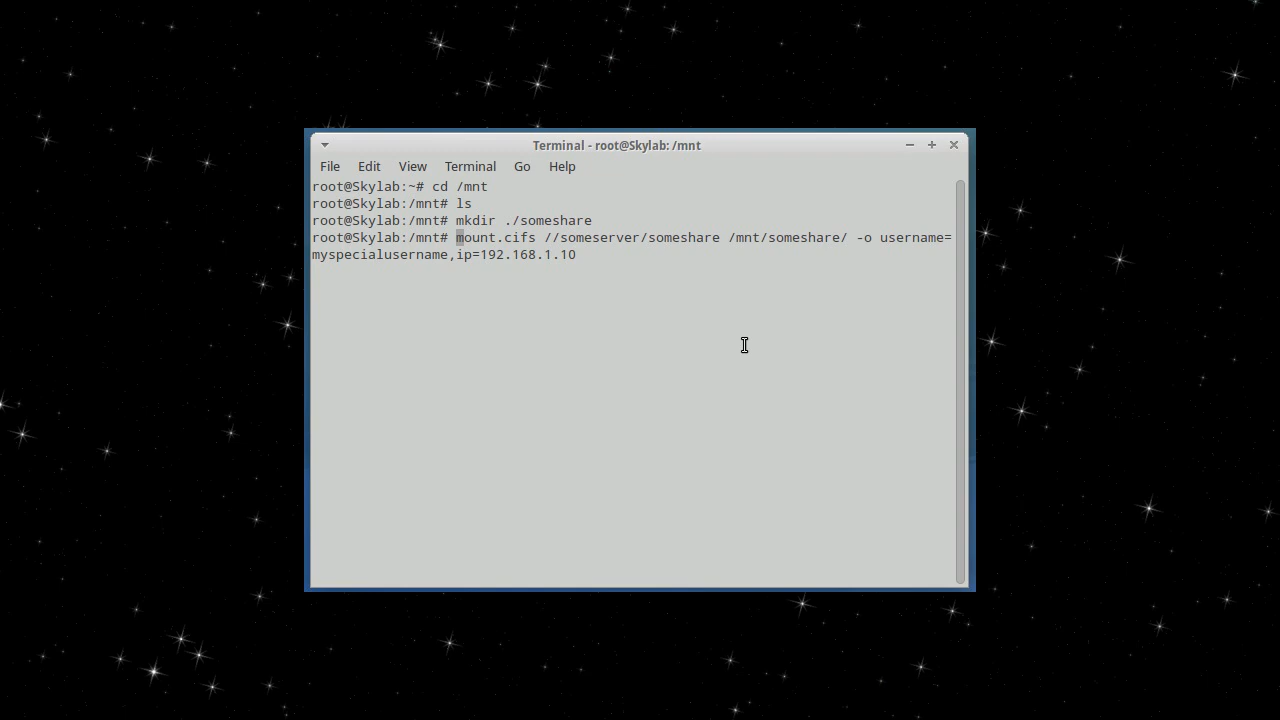 Terminal - root@Skylab: /mnt
File Edit View Terminal Go Help
root@Skylab:~# cd /mnt
root@Skylab:/mnt# ls
root@Skylab:/mnt# mkdir ./someshare
root@Skylab:/mnt# mount.cifs //someserver/someshare /mnt/someshare/ -o username=
myspecialusername,ip=192.168.1.10